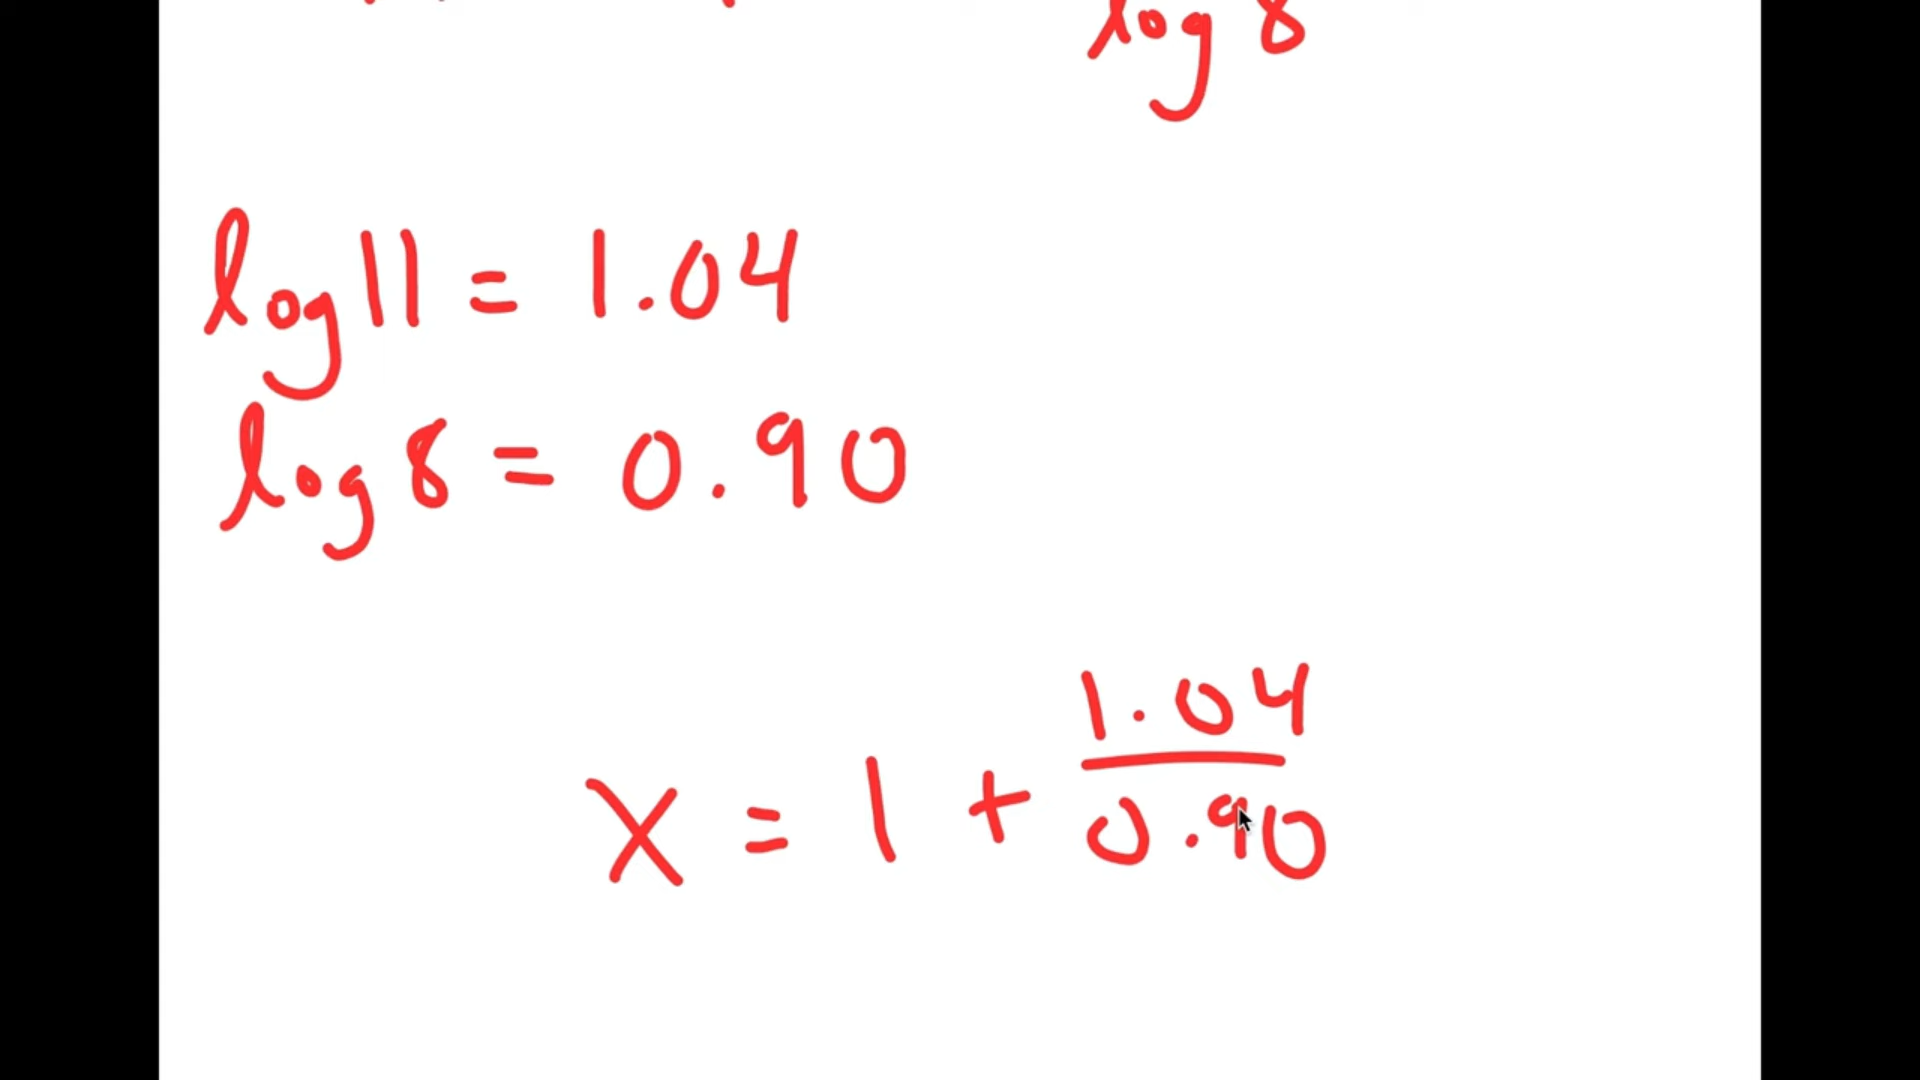 log 8
log 11 = 1.04
log 8 = 0.90
x = 1 + 1.04/0.90